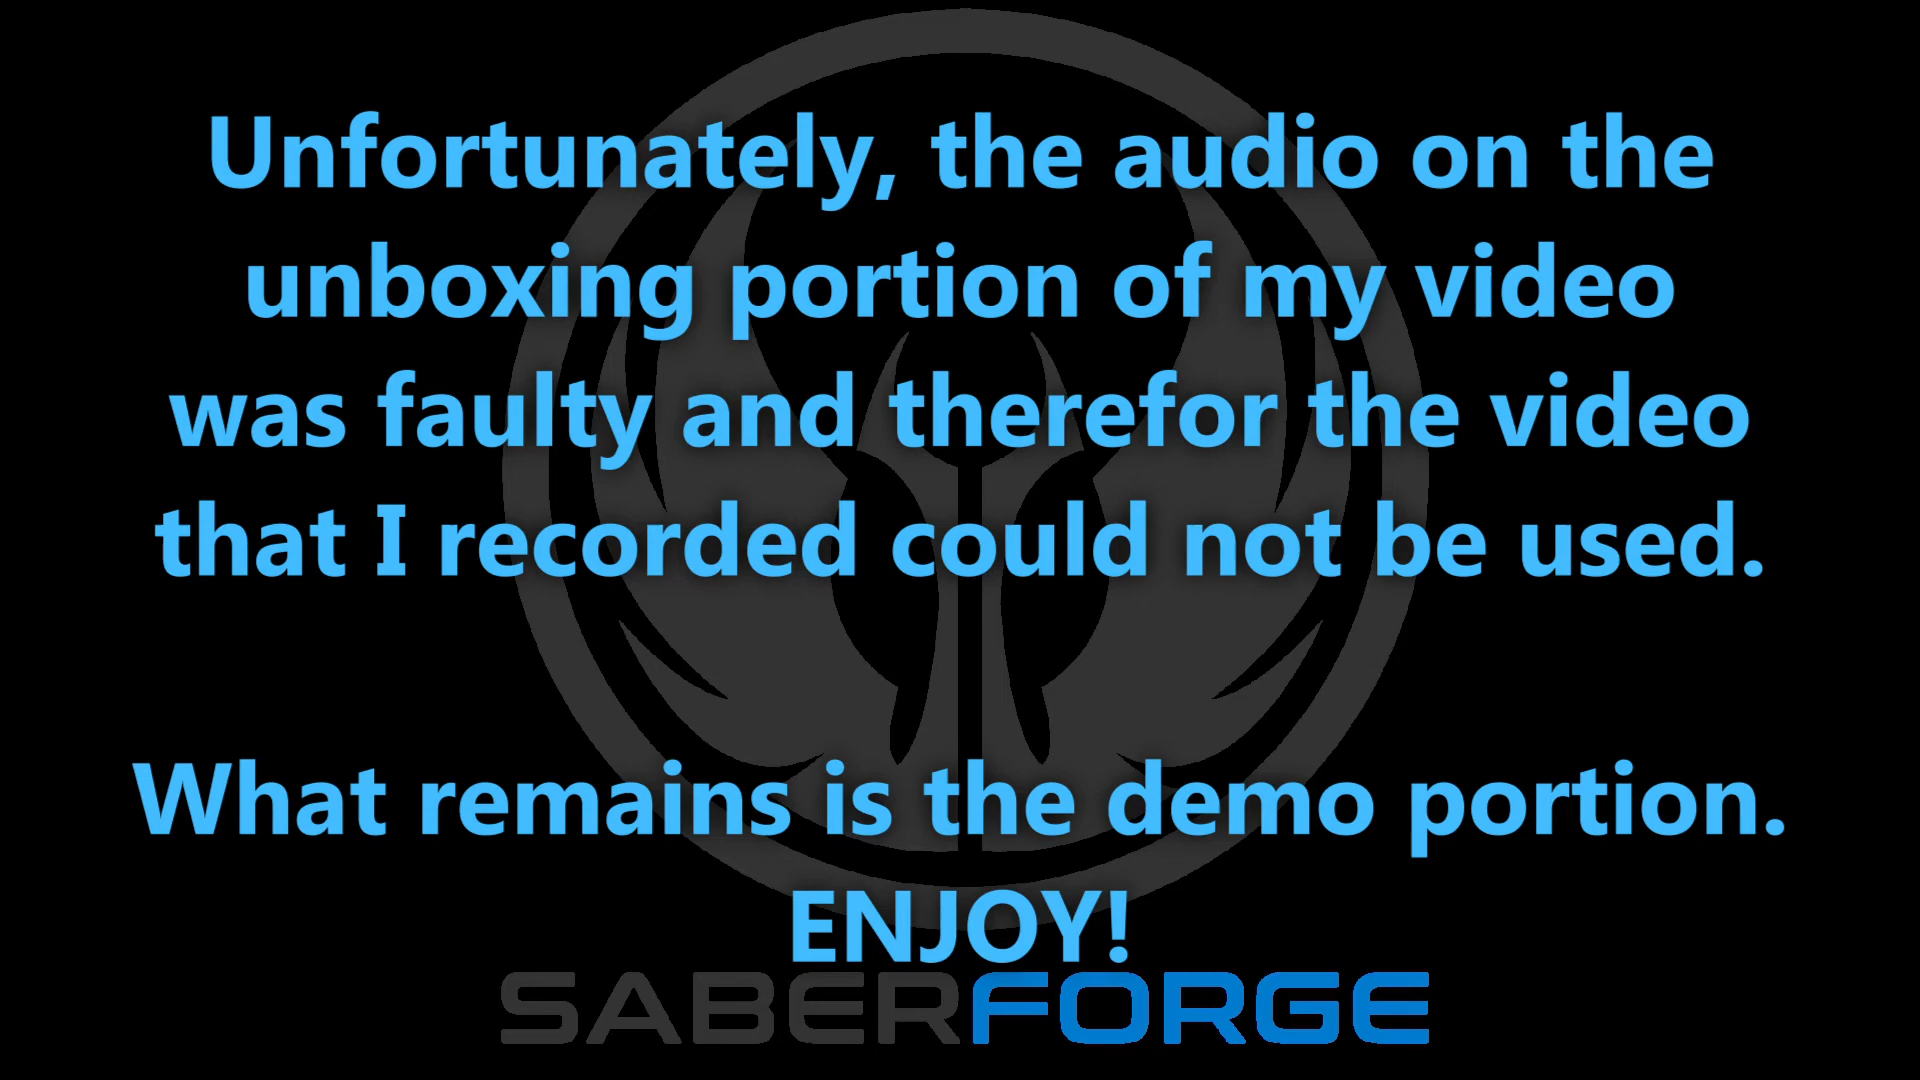 Unfortunately, the audio on the
unboxing portion of my video
was faulty and therefor the video
that I recorded could not be used.
What remains is the demo portion.
ENJOY!
SABERFORGE